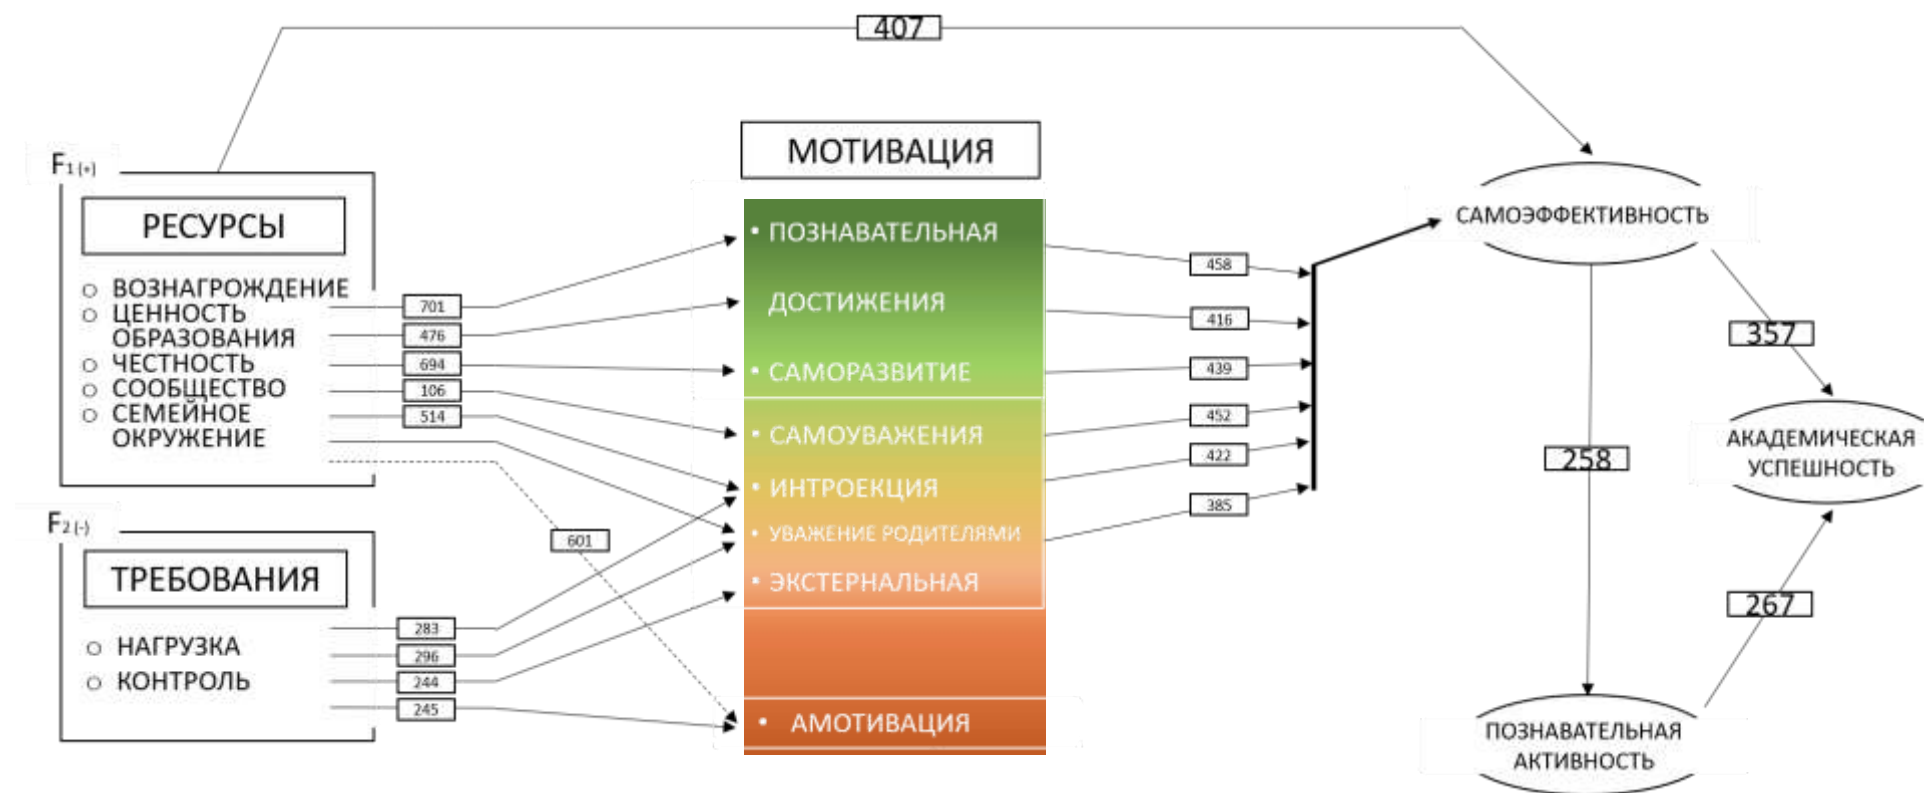 407
МОТИВАЦИЯ
F1 (+)
РЕСУРСЫ
○ ВОЗНАГРОЖДЕНИЕ
○ ЦЕННОСТЬ
ОБРАЗОВАНИЯ
○ ЧЕСТНОСТЬ
○ СООБЩЕСТВО
○ СЕМЕЙНОЕ
ОКРУЖЕНИЕ
701
476
694
106
514
601
F2 (-)
ТРЕБОВАНИЯ
○ НАГРУЗКА
○ КОНТРОЛЬ
283
296
244
245
• ПОЗНАВАТЕЛЬНАЯ
ДОСТИЖЕНИЯ
• САМОРАЗВИТИЕ
• САМОУВАЖЕНИЯ
• ИНТРОЕКЦИЯ
• УВАЖЕНИЕ РОДИТЕЛЯМИ
• ЭКСТЕРНАЛЬНАЯ
• АМОТИВАЦИЯ
458
416
439
452
422
385
САМОЭФФЕКТИВНОСТЬ
357
258
АКАДЕМИЧЕСКАЯ
УСПЕШНОСТЬ
267
ПОЗНАВАТЕЛЬНАЯ
АКТИВНОСТЬ